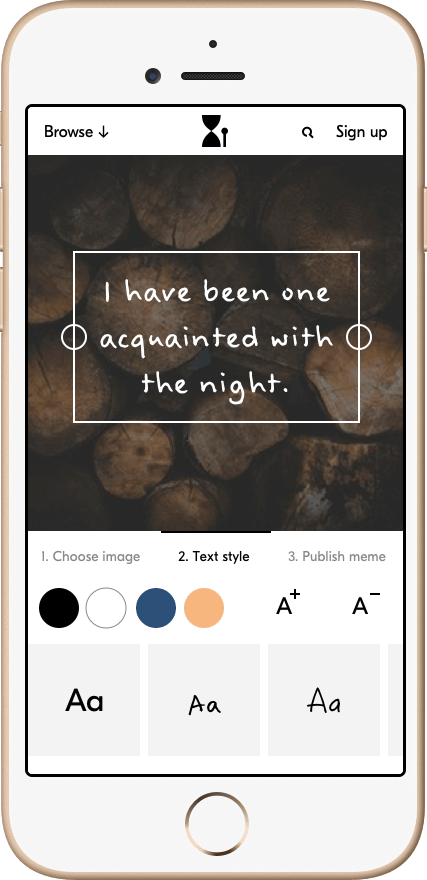 Browse ↓
Sign up
I have been one
acquainted with
the night.
1. Choose image
2. Text style
3. Publish meme
A+
A−
Aa
Aa
Aa